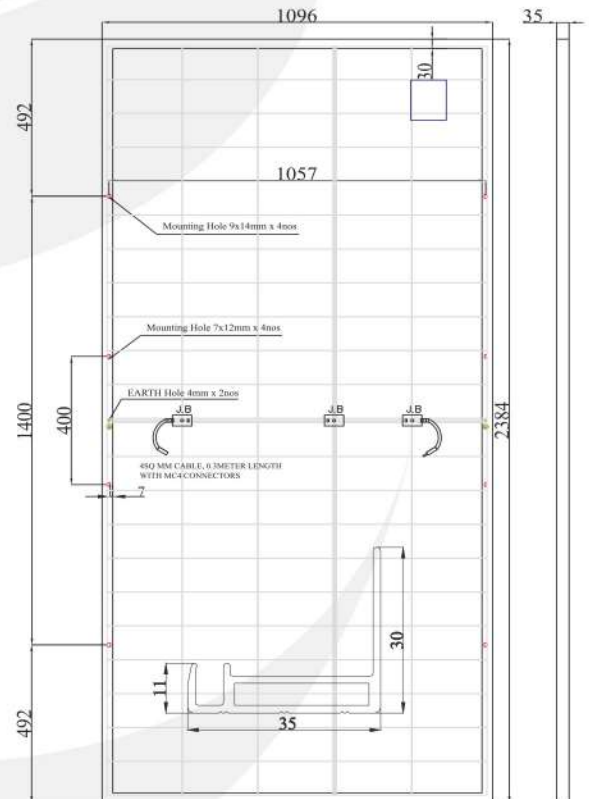 1096
35
30
492
1057
Mounting Hole 9x14mm x 4nos
Mounting Hole 7x12mm x 4nos
1400
400
EARTH Hole 4mm x 2nos
J.B
J.B
J.B
2384
4SQ MM CABLE, 0.3METER LENGTH
WITH MC4 CONNECTORS
7
30
11
35
492